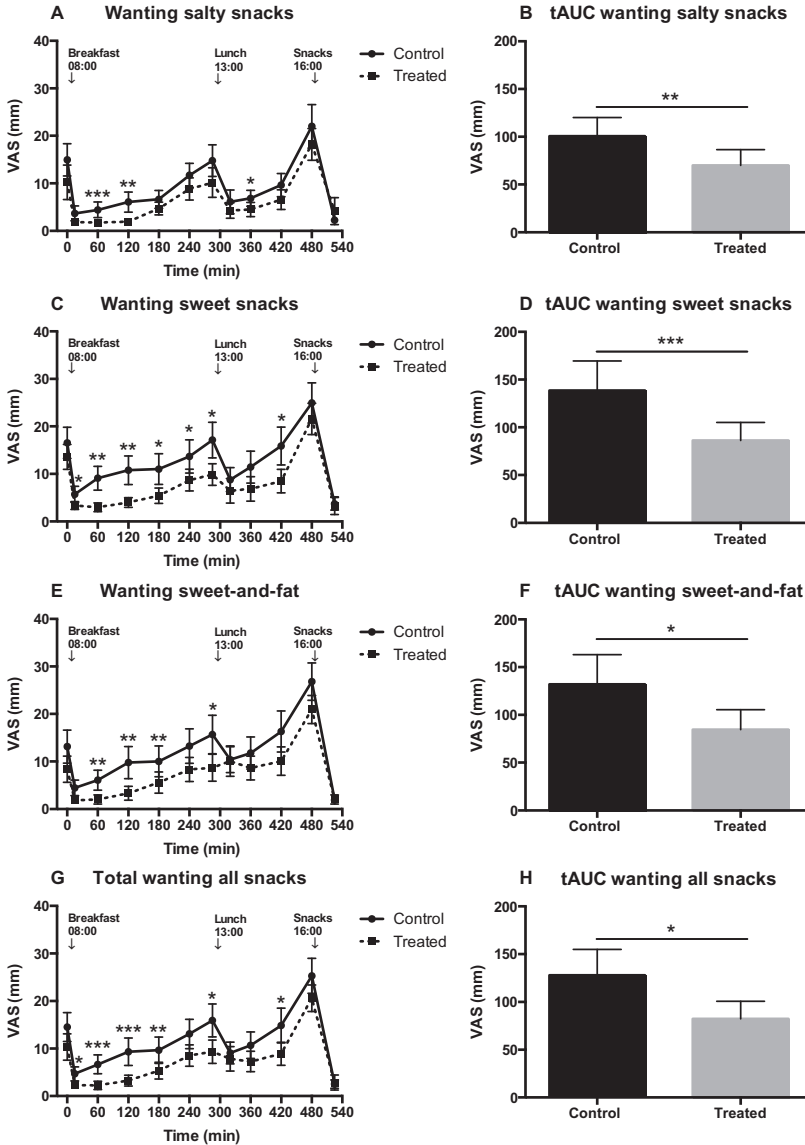 A Wanting salty snacks
VAS (mm)
40
30
20
10
0
Breakfast
08:00
↓
Lunch
13:00
↓
Snacks
16:00
↓
Control
Treated
***
**
*
0 60 120 180 240 300 360 420 480 540
Time (min)
B tAUC wanting salty snacks
VAS (mm)
200
150
100
50
0
**
Control Treated
C Wanting sweet snacks
VAS (mm)
40
30
20
10
0
Breakfast
08:00
↓
Lunch
13:00
↓
Snacks
16:00
↓
Control
Treated
* ** ** * * * *
0 60 120 180 240 300 360 420 480 540
Time (min)
D tAUC wanting sweet snacks
VAS (mm)
200
150
100
50
0
***
Control Treated
E Wanting sweet-and-fat
VAS (mm)
40
30
20
10
0
Breakfast
08:00
↓
Lunch
13:00
↓
Snacks
16:00
↓
Control
Treated
** ** ** *
0 60 120 180 240 300 360 420 480 540
Time (min)
F tAUC wanting sweet-and-fat
VAS (mm)
200
150
100
50
0
*
Control Treated
G Total wanting all snacks
VAS (mm)
40
30
20
10
0
Breakfast
08:00
↓
Lunch
13:00
↓
Snacks
16:00
↓
Control
Treated
* *** *** ** * *
0 60 120 180 240 300 360 420 480 540
Time (min)
H tAUC wanting all snacks
VAS (mm)
200
150
100
50
0
*
Control Treated